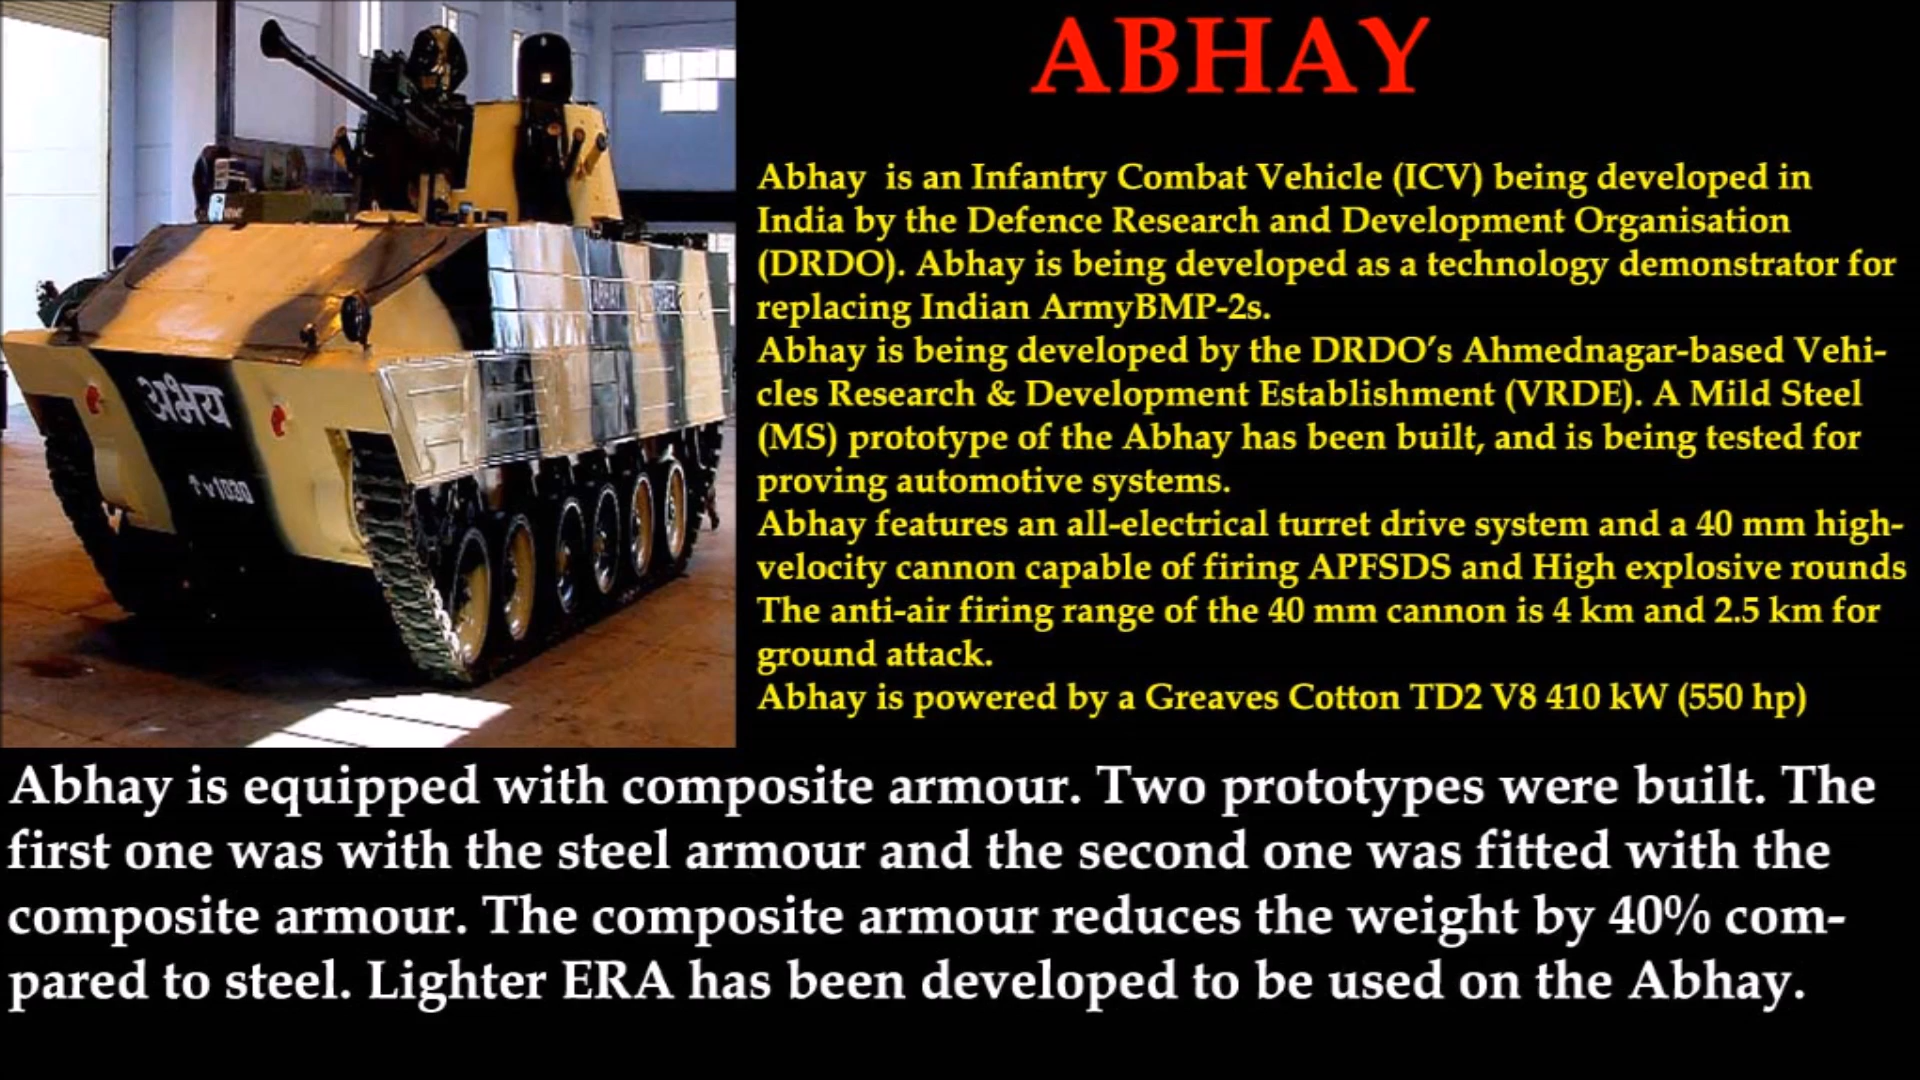 ABHAY
Abhay is an Infantry Combat Vehicle (ICV) being developed in
India by the Defence Research and Development Organisation
(DRDO). Abhay is being developed as a technology demonstrator for
replacing Indian ArmyBMP-2s.
Abhay is being developed by the DRDO’s Ahmednagar-based Vehi-
cles Research & Development Establishment (VRDE). A Mild Steel
(MS) prototype of the Abhay has been built, and is being tested for
proving automotive systems.
Abhay features an all-electrical turret drive system and a 40 mm high-
velocity cannon capable of firing APFSDS and High explosive rounds
The anti-air firing range of the 40 mm cannon is 4 km and 2.5 km for
ground attack.
Abhay is powered by a Greaves Cotton TD2 V8 410 kW (550 hp)
अभय
↑ v1030
ABHAY
Abhay is equipped with composite armour. Two prototypes were built. The
first one was with the steel armour and the second one was fitted with the
composite armour. The composite armour reduces the weight by 40% com-
pared to steel. Lighter ERA has been developed to be used on the Abhay.